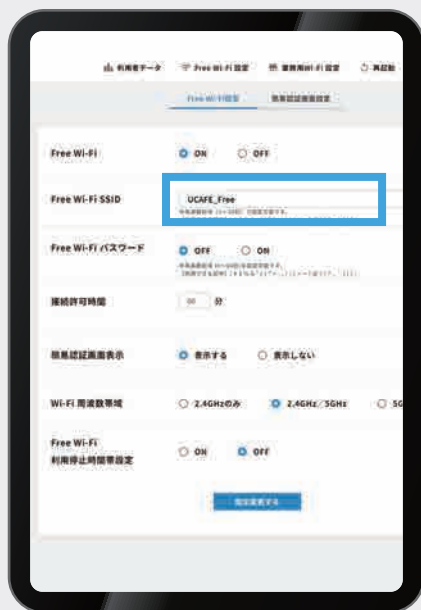 利用者データ Free Wi-Fi 設定 業務用Wi-Fi 設定 再起動
Free Wi-Fi設定 簡易認証画面設定
Free Wi-Fi ON OFF
Free Wi-Fi SSID UCAFE_Free
Free Wi-Fi パスワード OFF ON
接続許可時間 分
簡易認証画面表示 表示する 表示しない
Wi-Fi 周波数帯域 2.4GHzのみ 2.4GHz/5GHz 5G
Free Wi-Fi
利用停止時間帯設定 ON OFF